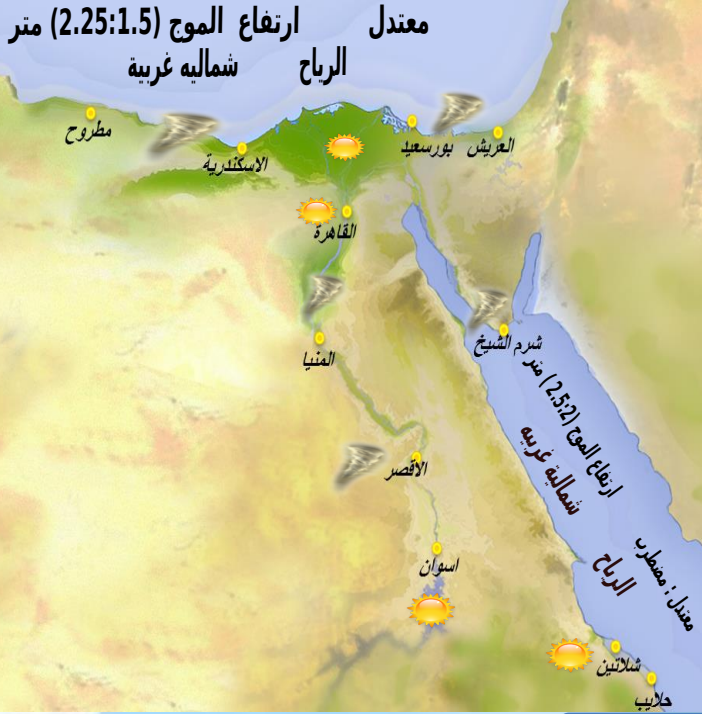 معتدل ارتفاع الموج (2.25:1.5) متر
الرياح شماليه غربية
مطروح
الاسكندرية
بورسعيد
العريش
القاهرة
المنيا
شرم الشيخ
الاقصر
اسوان
شلاتين
حلايب
ارتفاع الموج (2.5:2) متر
شمالية غربيه
الرياح
معتدل : مضطرب